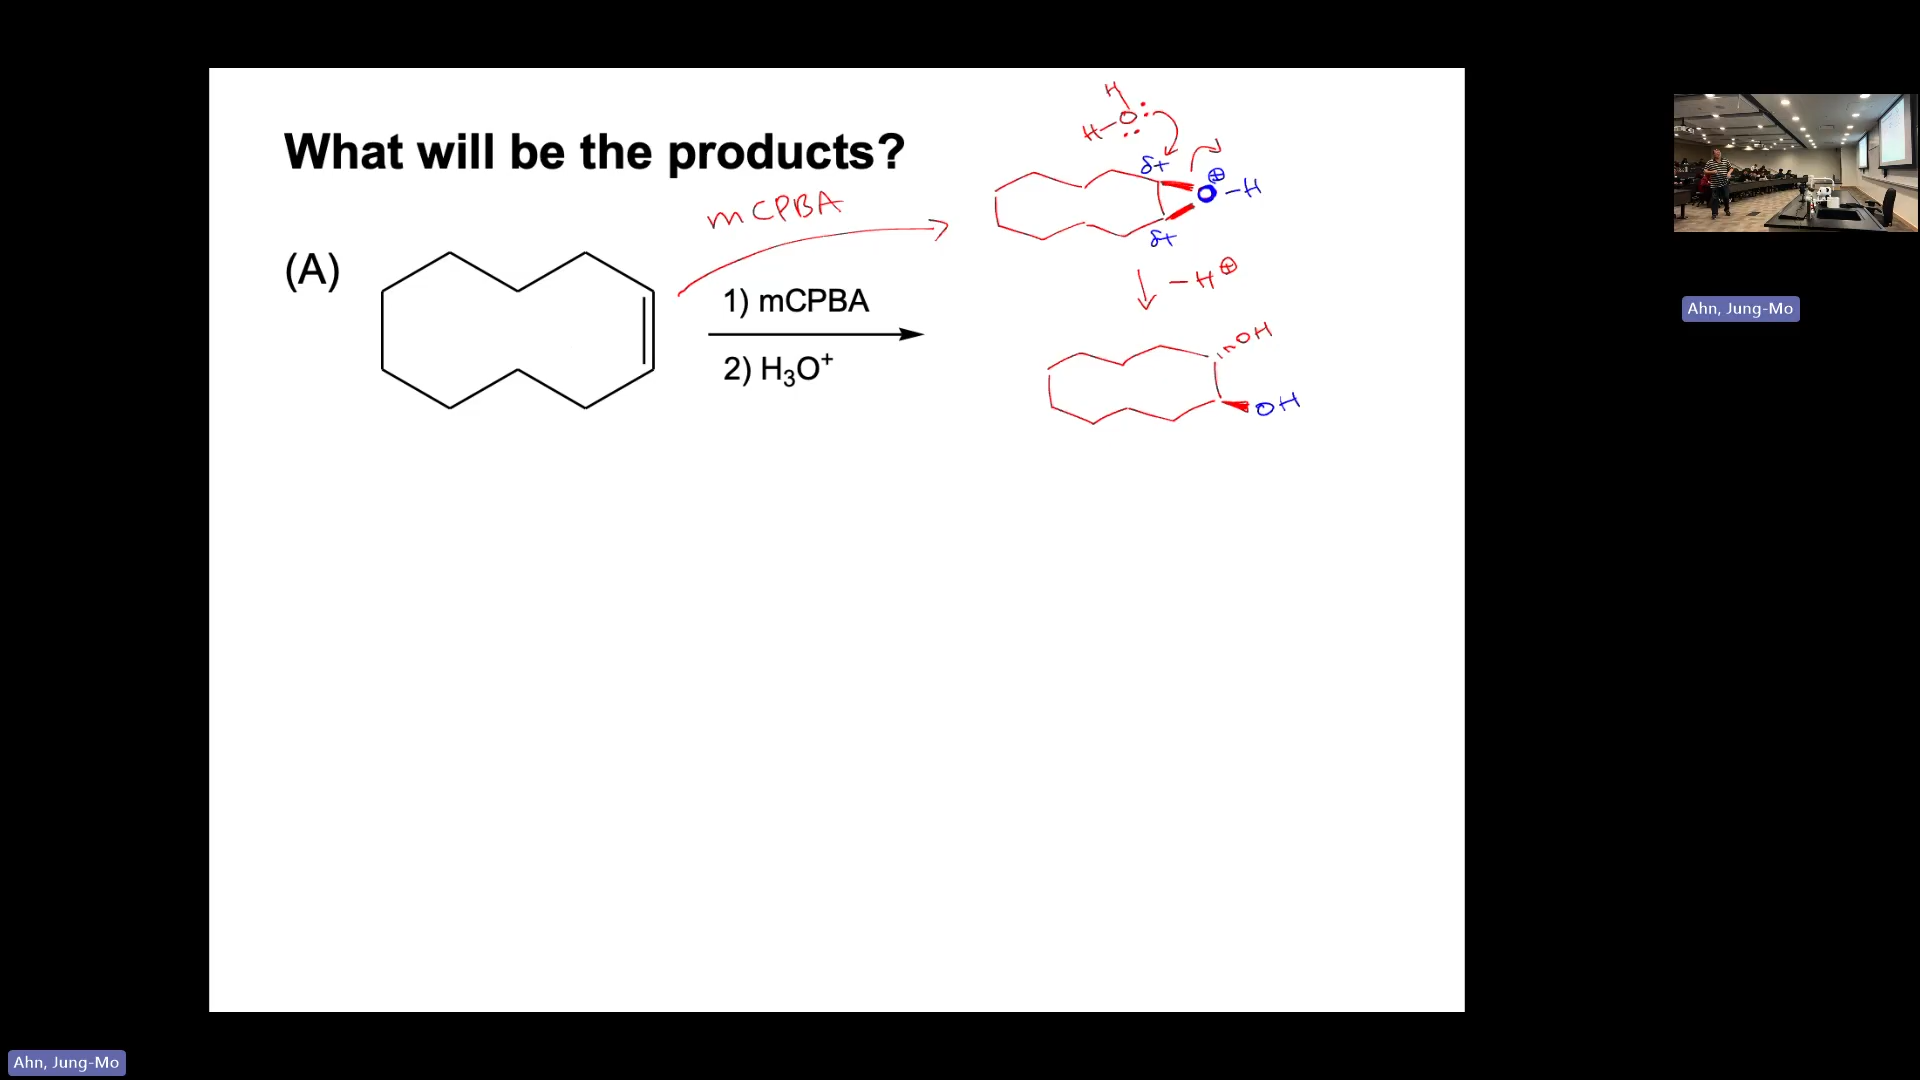 What will be the products?
(A)
mCPBA
1) mCPBA
2) H₃O⁺
H
H-O:
δ+
⊕
O-H
δ+
-H⊕
OH
OH
Ahn, Jung-Mo
Ahn, Jung-Mo